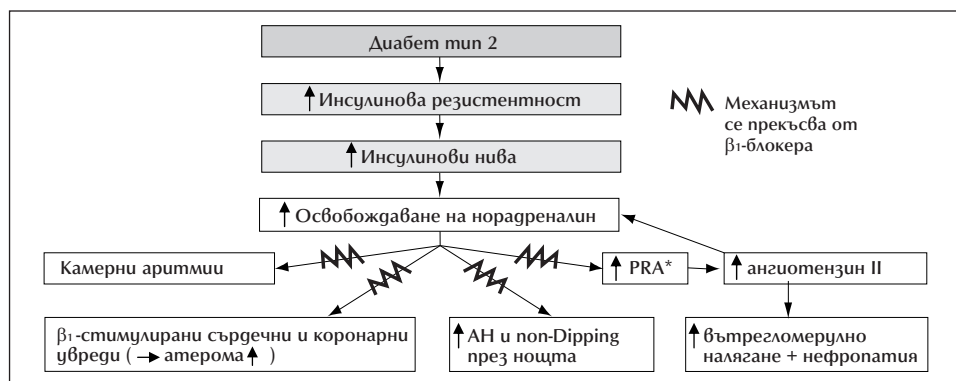 Диабет тип 2
Инсулинова резистентност
Механизмът
се прекъсва от
β1-блокера
Инсулинови нива
Освобождаване на норадреналин
Камерни аритмии
PRA*
ангиотензин II
β1-стимулирани сърдечни и коронарни
увреди ( → атерома ↑ )
АН и non-Dipping
през нощта
вътрегломерулно
налягане + нефропатия